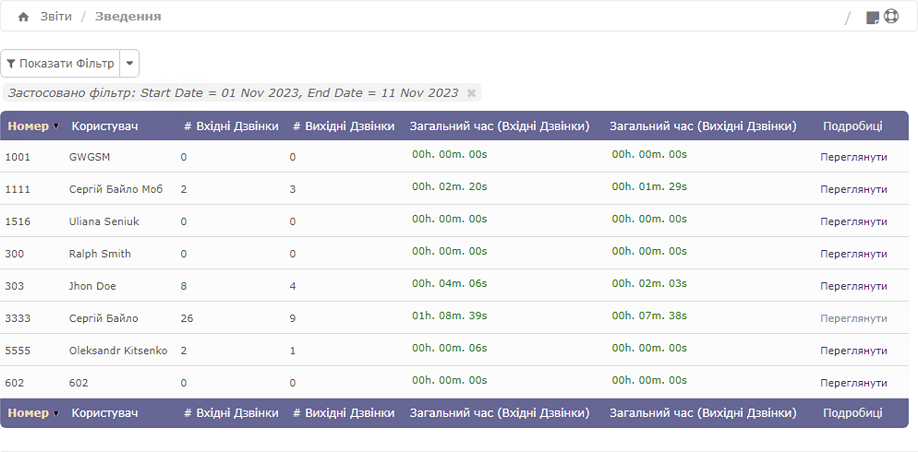 Звіти / Зведення /
Показати Фільтр
Застосовано фільтр: Start Date = 01 Nov 2023, End Date = 11 Nov 2023
Номер Користувач # Вхідні Дзвінки # Вихідні Дзвінки Загальний час (Вхідні Дзвінки) Загальний час (Вихідні Дзвінки) Подробиці
1001 GWGSM 0 0 00h. 00m. 00s 00h. 00m. 00s Переглянути
1111 Сергій Байло Моб 2 3 00h. 02m. 20s 00h. 01m. 29s Переглянути
1516 Uliana Seniuk 0 0 00h. 00m. 00s 00h. 00m. 00s Переглянути
300 Ralph Smith 0 0 00h. 00m. 00s 00h. 00m. 00s Переглянути
303 Jhon Doe 8 4 00h. 04m. 06s 00h. 02m. 03s Переглянути
3333 Сергій Байло 26 9 01h. 08m. 39s 00h. 07m. 38s Переглянути
5555 Oleksandr Kitsenko 2 1 00h. 00m. 06s 00h. 00m. 00s Переглянути
602 602 0 0 00h. 00m. 00s 00h. 00m. 00s Переглянути
Номер Користувач # Вхідні Дзвінки # Вихідні Дзвінки Загальний час (Вхідні Дзвінки) Загальний час (Вихідні Дзвінки) Подробиці